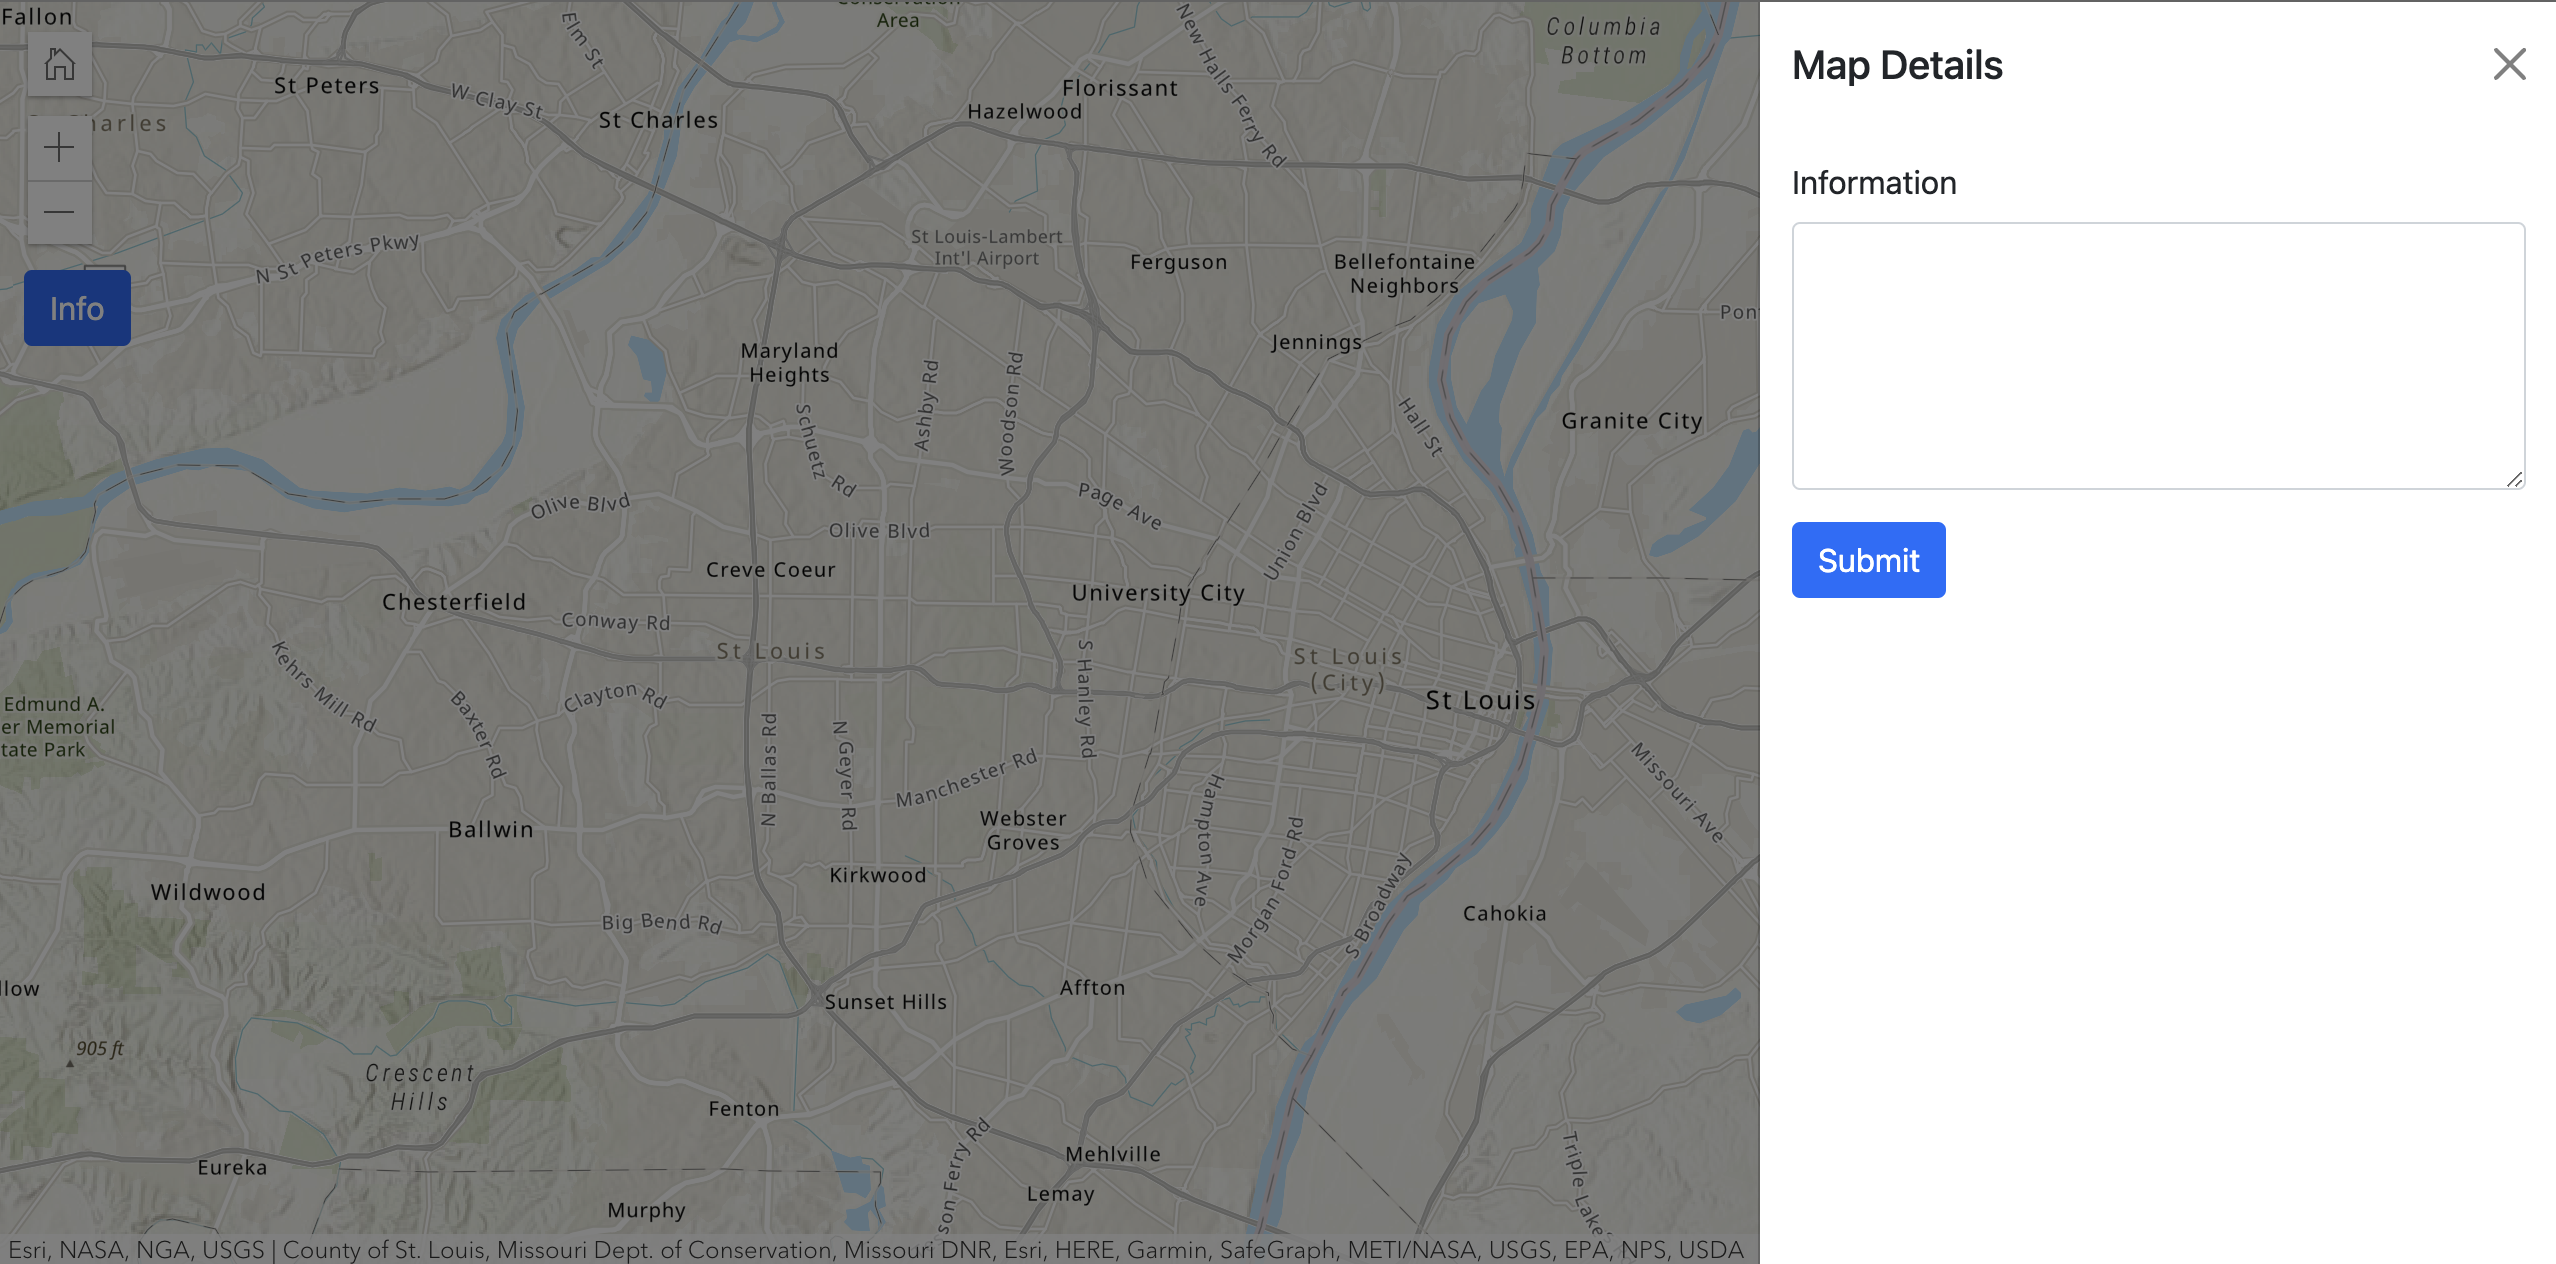 Fallon
Area
Elm St
New Halls Ferry Rd
Columbia
Bottom
St Peters
W Clay St
St Charles
Florissant
Hazelwood
St Louis-Lambert
Int'l Airport
N St Peters Pkwy
Ferguson
Bellefontaine
Neighbors
Info
Pon
Jennings
Maryland
Heights
Ashby Rd
Woodson Rd
Schuetz Rd
Hall St
Granite City
Page Ave
Union Blvd
Olive Blvd
Olive Blvd
Creve Coeur
University City
Chesterfield
Conway Rd
St Louis
St Louis
(City)
St Louis
Kehrs Mill Rd
Baxter Rd
Clayton Rd
S Hanley Rd
Edmund A.
er Memorial
tate Park
N Ballas Rd
N Geyer Rd
Manchester Rd
Hampton Ave
Missouri Ave
Webster
Groves
Ballwin
Morgan Ford Rd
S Broadway
Kirkwood
Wildwood
Big Bend Rd
Cahokia
llow
Sunset Hills
Affton
905 ft
Crescent
Hills
Fenton
son Ferry Rd
Mehlville
Triple Lakes
Eureka
Lemay
Murphy
Esri, NASA, NGA, USGS | County of St. Louis, Missouri Dept. of Conservation, Missouri DNR, Esri, HERE, Garmin, SafeGraph, METI/NASA, USGS, EPA, NPS, USDA
Map Details
Information
Submit